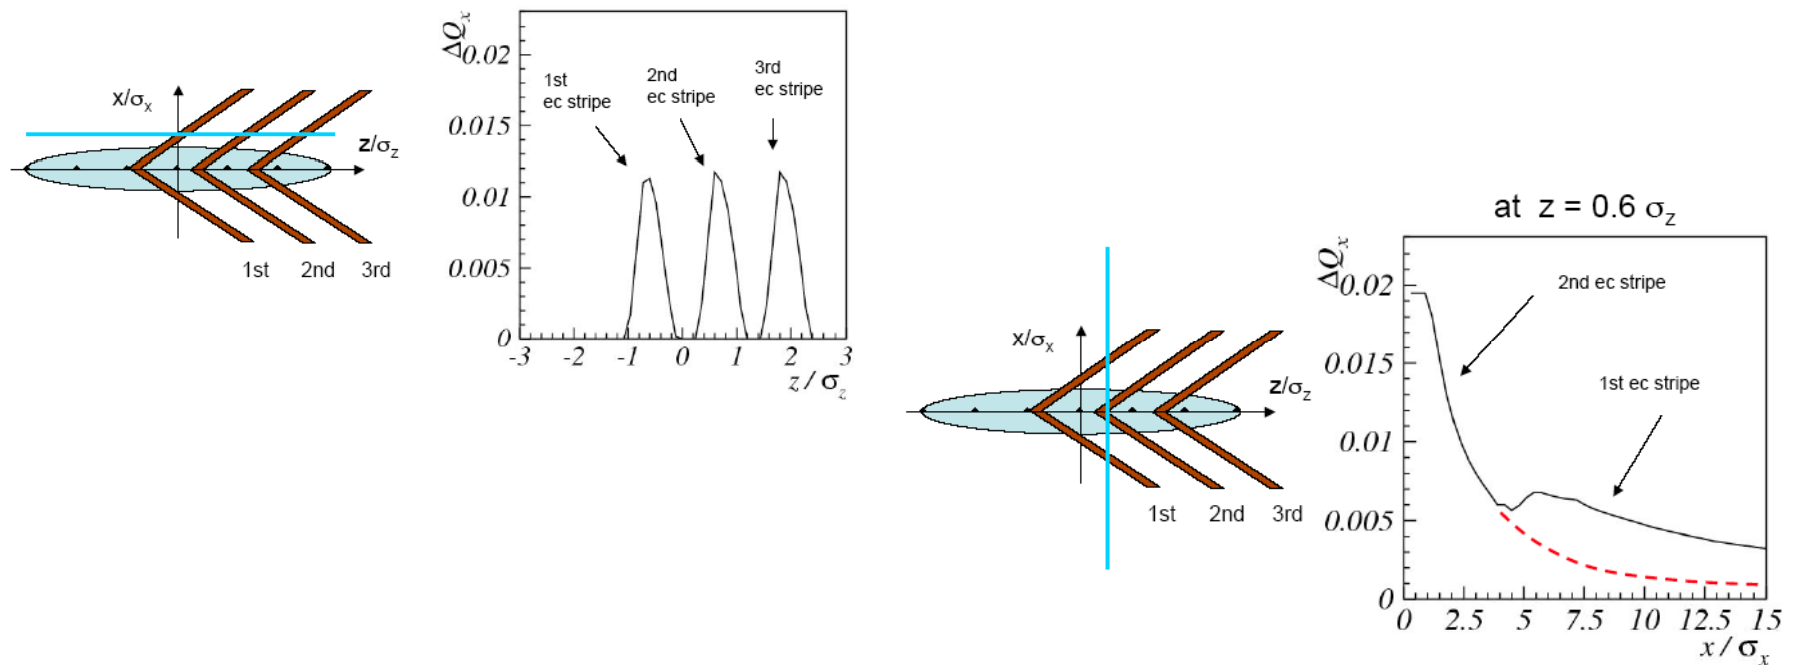 x/σx
z/σz
1st 2nd 3rd
ΔQx
0.02
0.015
0.01
0.005
0
1st
ec stripe
2nd
ec stripe
3rd
ec stripe
-3 -2 -1 0 1 2 3
z / σz
x/σx
z/σz
1st 2nd 3rd
at z = 0.6 σz
ΔQx
0.02
0.015
0.01
0.005
0
2nd ec stripe
1st ec stripe
0 2.5 5 7.5 10 12.5 15
x / σx